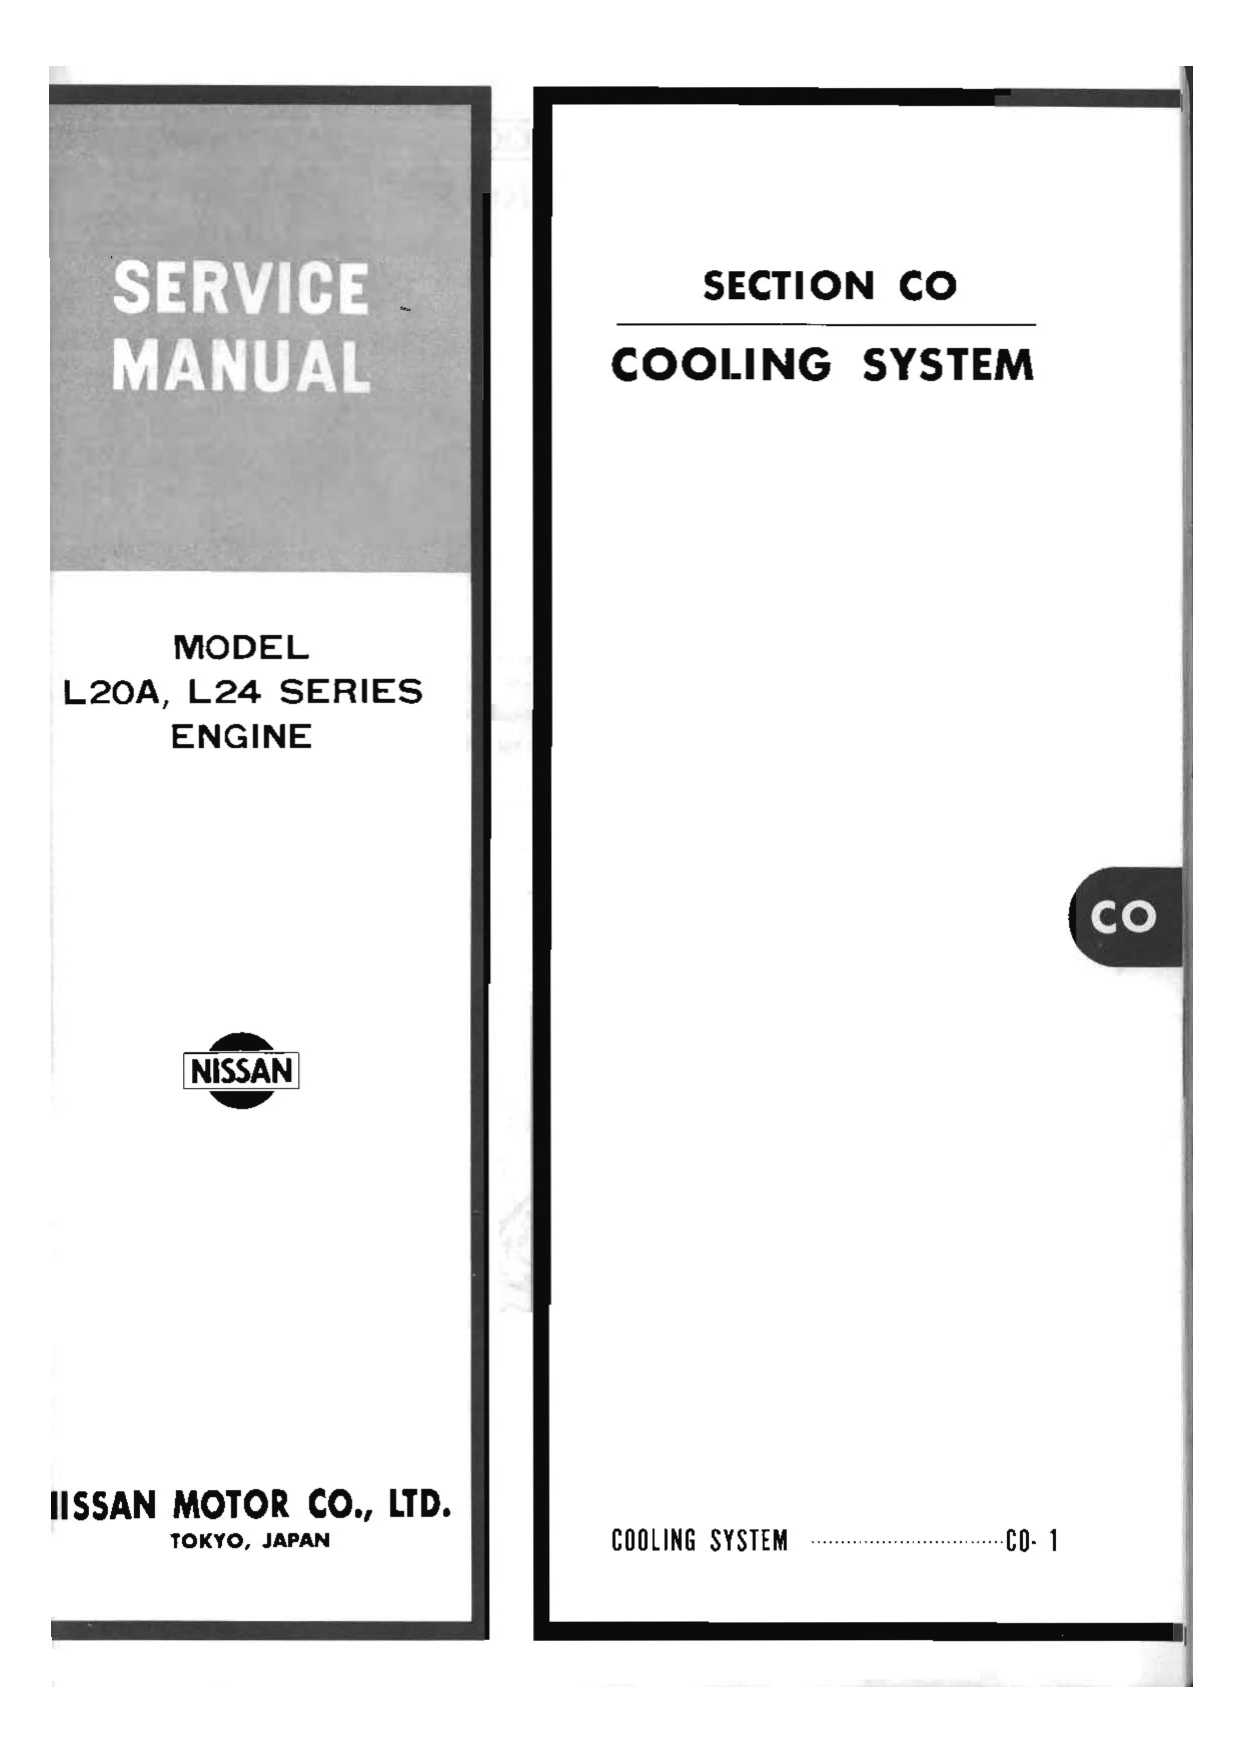 SERVICE
MANUAL
MODEL
L20A, L24 SERIES
ENGINE
NISSAN
IISSAN MOTOR CO., LTD.
TOKYO, JAPAN
SECTION CO
COOLING SYSTEM
CO
COOLING SYSTEM ................................CO- 1